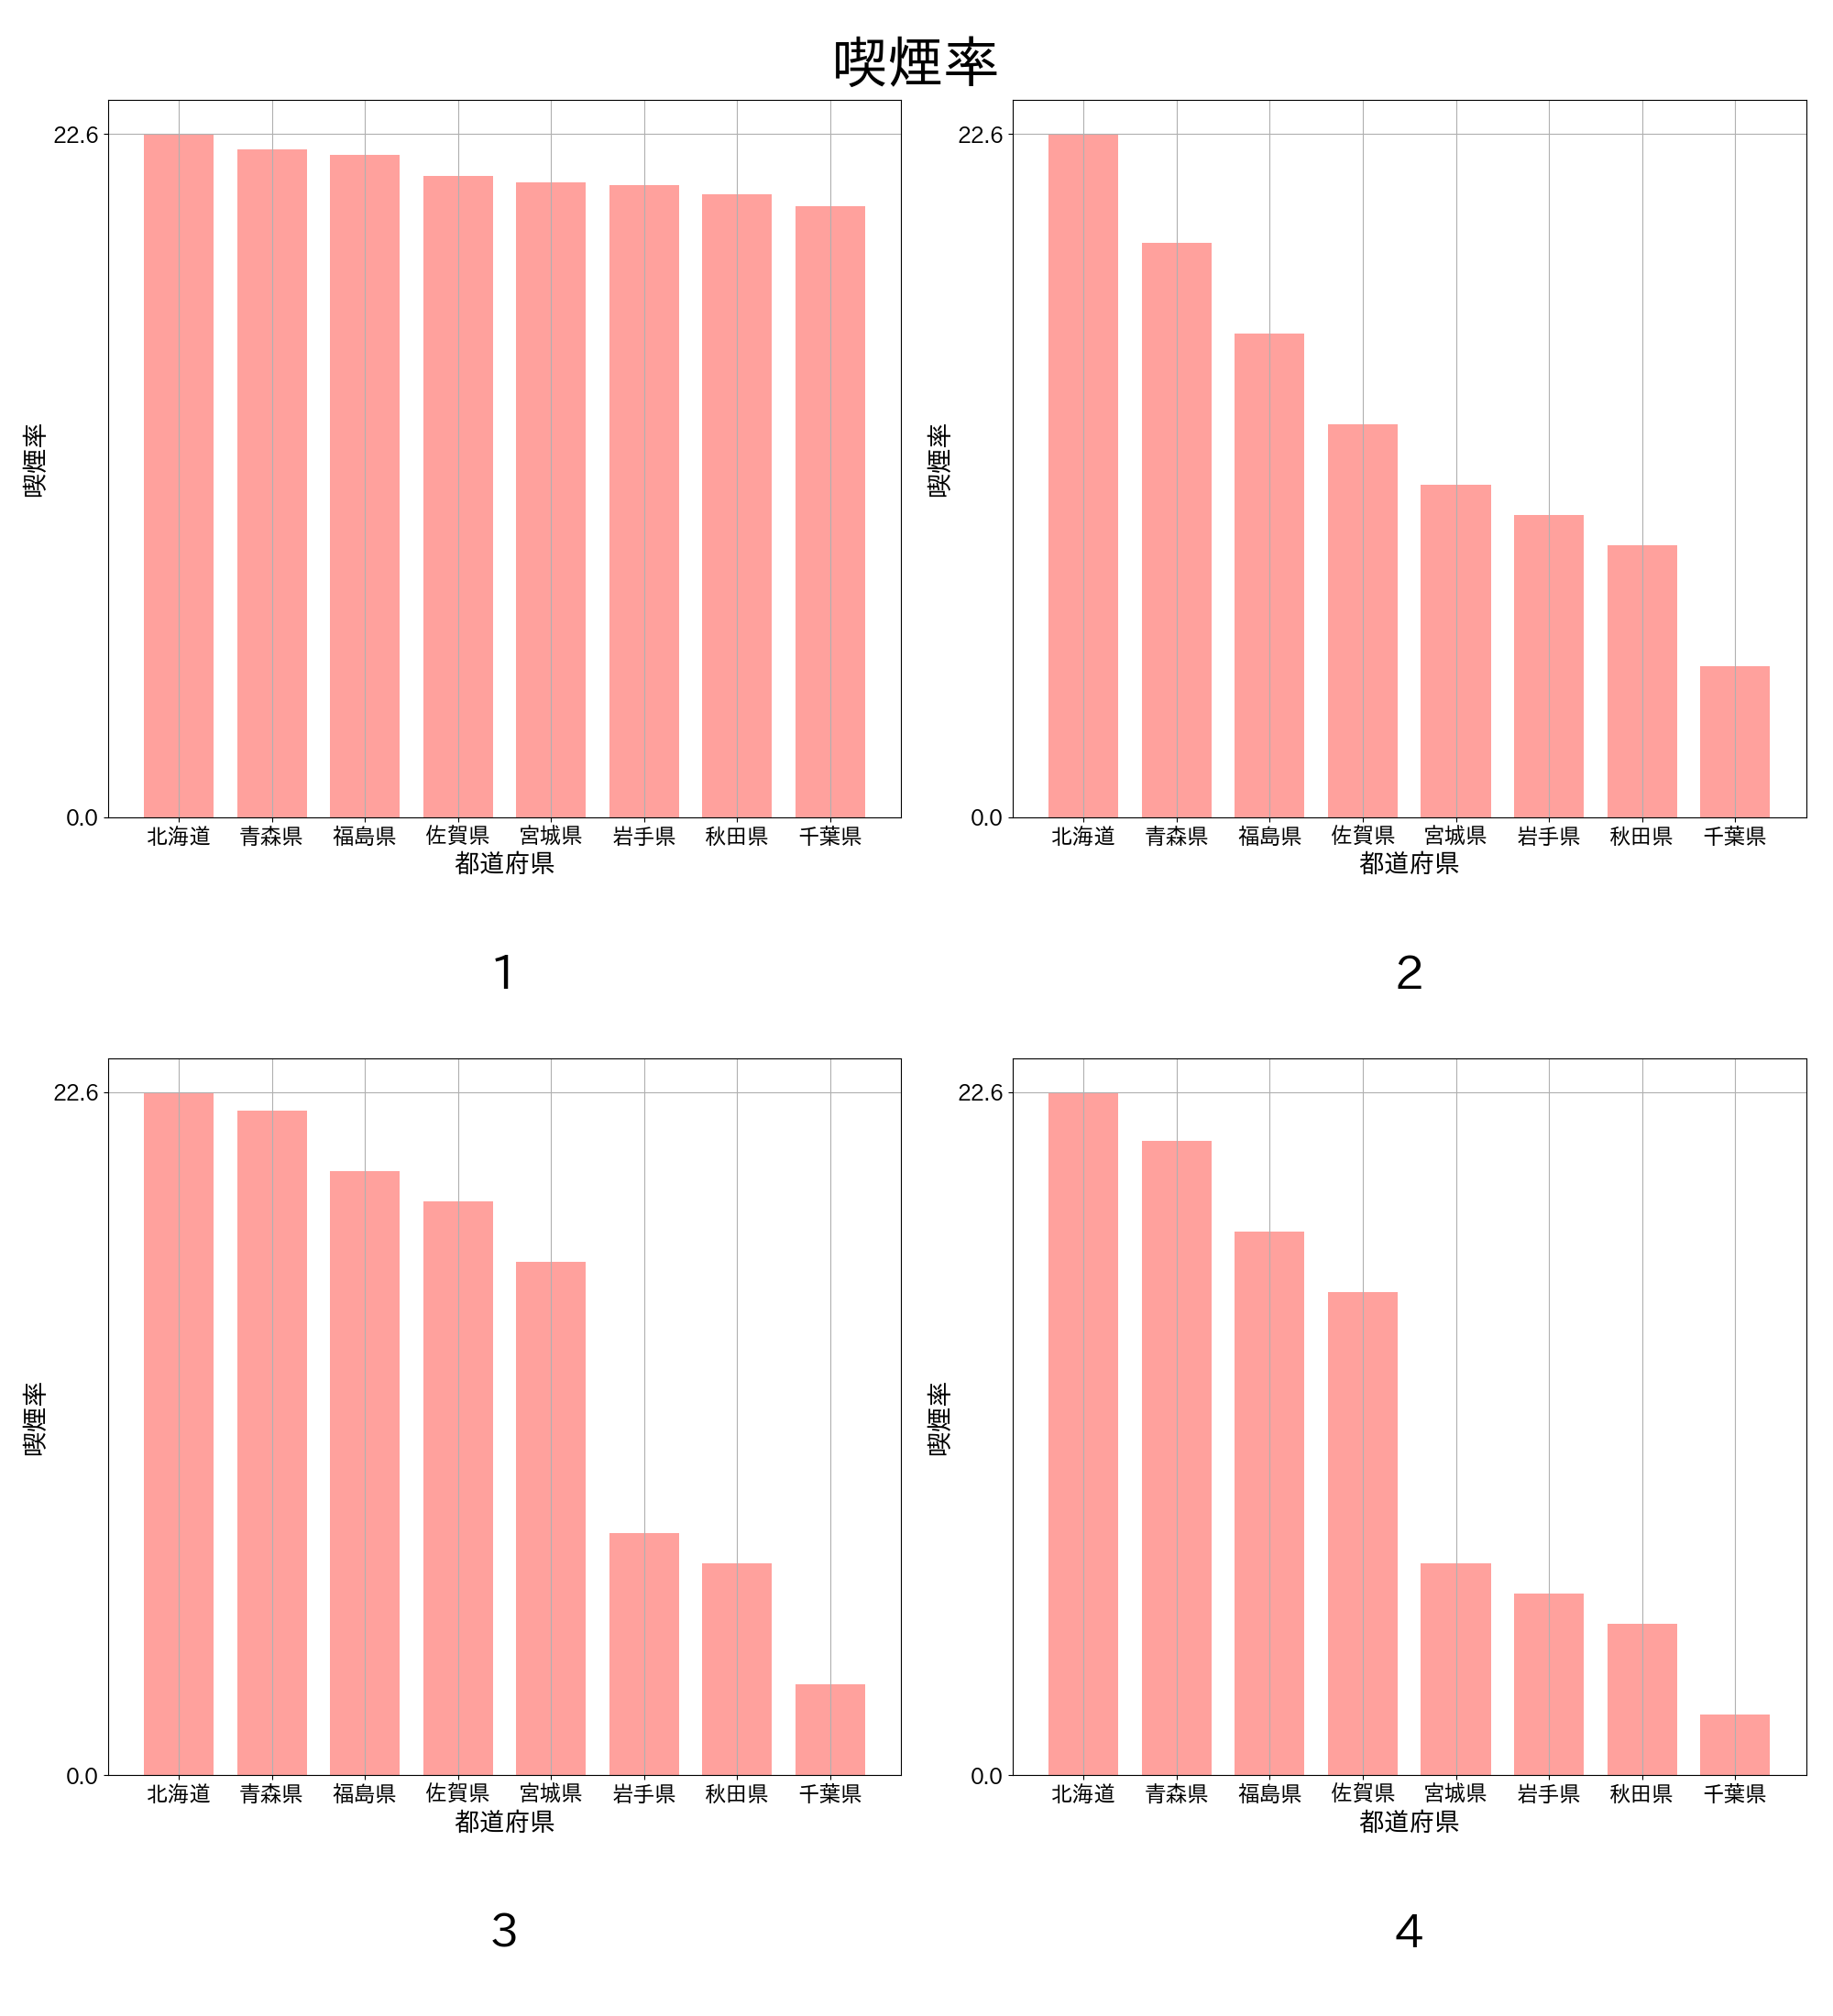 喫煙率
22.6
0.0
喫煙率
北海道 青森県 福島県 佐賀県 宮城県 岩手県 秋田県 千葉県
都道府県
1
22.6
0.0
喫煙率
北海道 青森県 福島県 佐賀県 宮城県 岩手県 秋田県 千葉県
都道府県
2
22.6
0.0
喫煙率
北海道 青森県 福島県 佐賀県 宮城県 岩手県 秋田県 千葉県
都道府県
3
22.6
0.0
喫煙率
北海道 青森県 福島県 佐賀県 宮城県 岩手県 秋田県 千葉県
都道府県
4